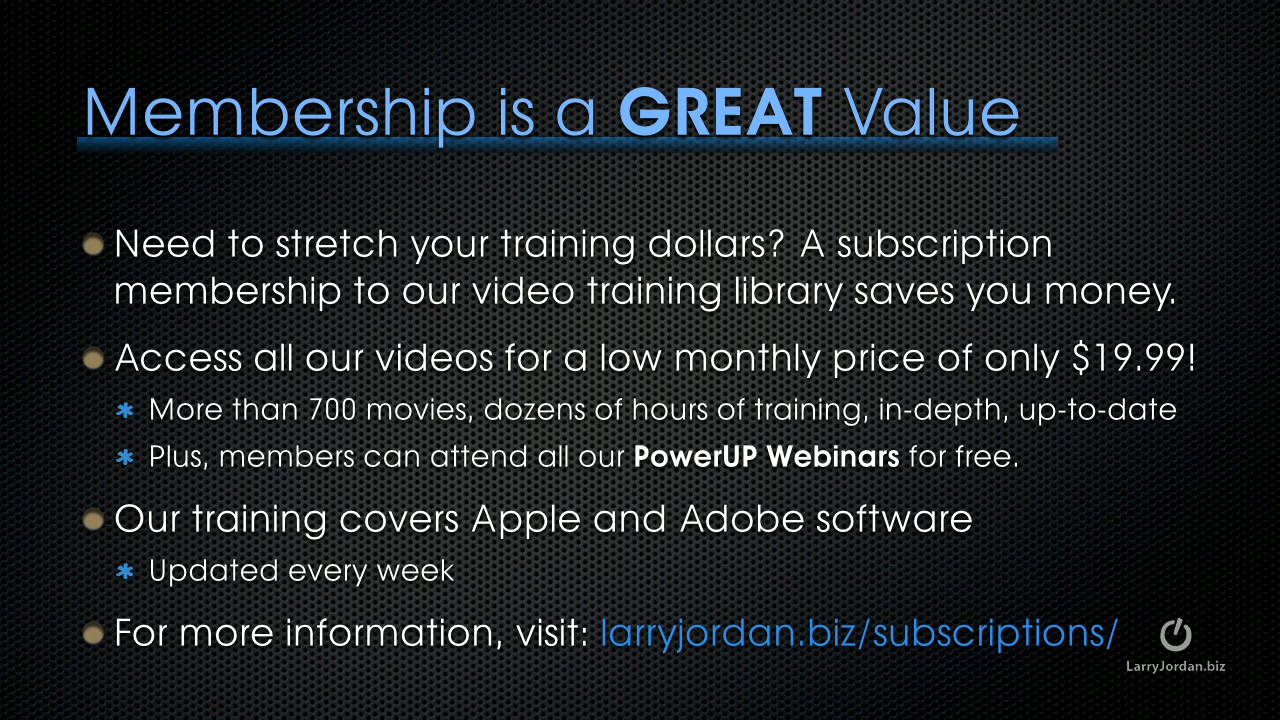 Membership is a GREAT Value
Need to stretch your training dollars? A subscription
membership to our video training library saves you money.
Access all our videos for a low monthly price of only $19.99!
More than 700 movies, dozens of hours of training, in-depth, up-to-date
Plus, members can attend all our PowerUP Webinars for free.
Our training covers Apple and Adobe software
Updated every week
For more information, visit: larryjordan.biz/subscriptions/
LarryJordan.biz